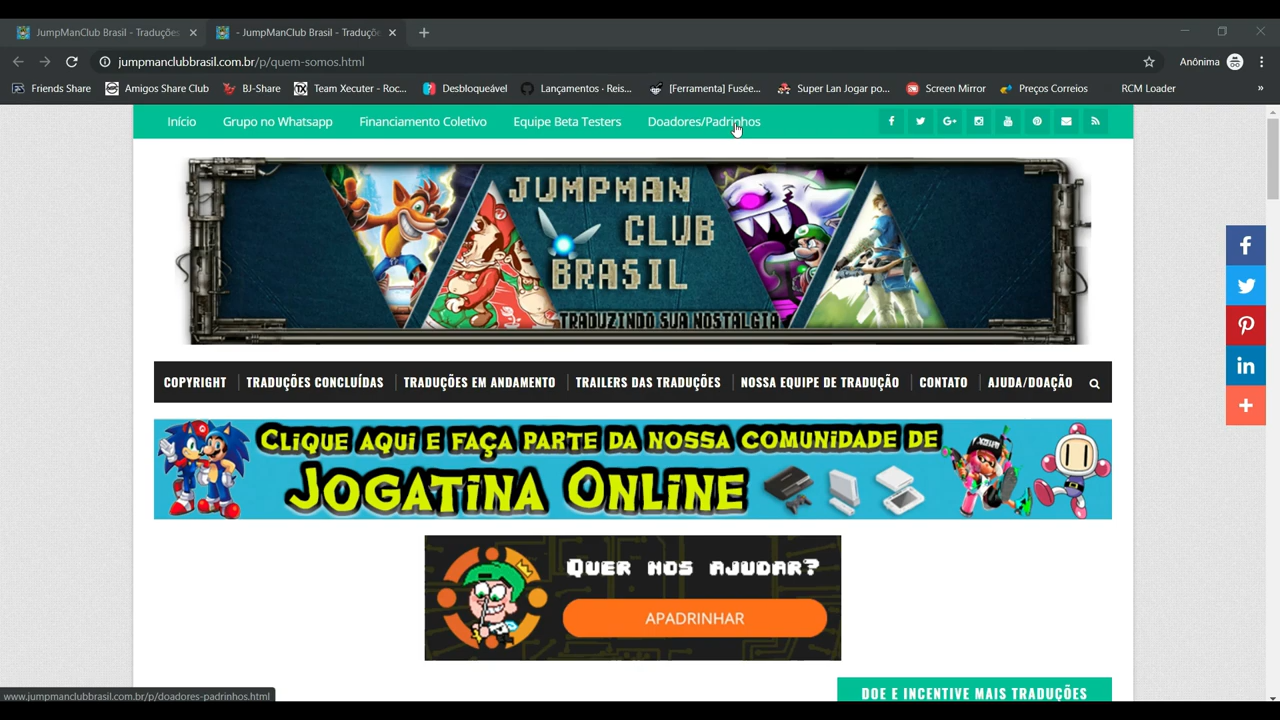 JumpManClub Brasil - Traduções
- JumpManClub Brasil - Traduçõe
jumpmanclubbrasil.com.br/p/quem-somos.html
Anônima
Friends Share
Amigos Share Club
BJ-Share
Team Xecuter - Roc...
Desbloqueável
Lançamentos · Reis...
[Ferramenta] Fusée...
Super Lan Jogar po...
Screen Mirror
Preços Correios
RCM Loader
»
Início
Grupo no Whatsapp
Financiamento Coletivo
Equipe Beta Testers
Doadores/Padrinhos
JUMPMAN
CLUB
BRASIL
TRADUZINDO SUA NOSTALGIA
COPYRIGHT
TRADUÇÕES CONCLUÍDAS
TRADUÇÕES EM ANDAMENTO
TRAILERS DAS TRADUÇÕES
NOSSA EQUIPE DE TRADUÇÃO
CONTATO
AJUDA/DOAÇÃO
CLIQUE AQUI E FAÇA PARTE DA NOSSA COMUNIDADE DE
JOGATINA ONLINE
QUER NOS AJUDAR?
APADRINHAR
www.jumpmanclubbrasil.com.br/p/doadores-padrinhos.html
DOE E INCENTIVE MAIS TRADUÇÕES